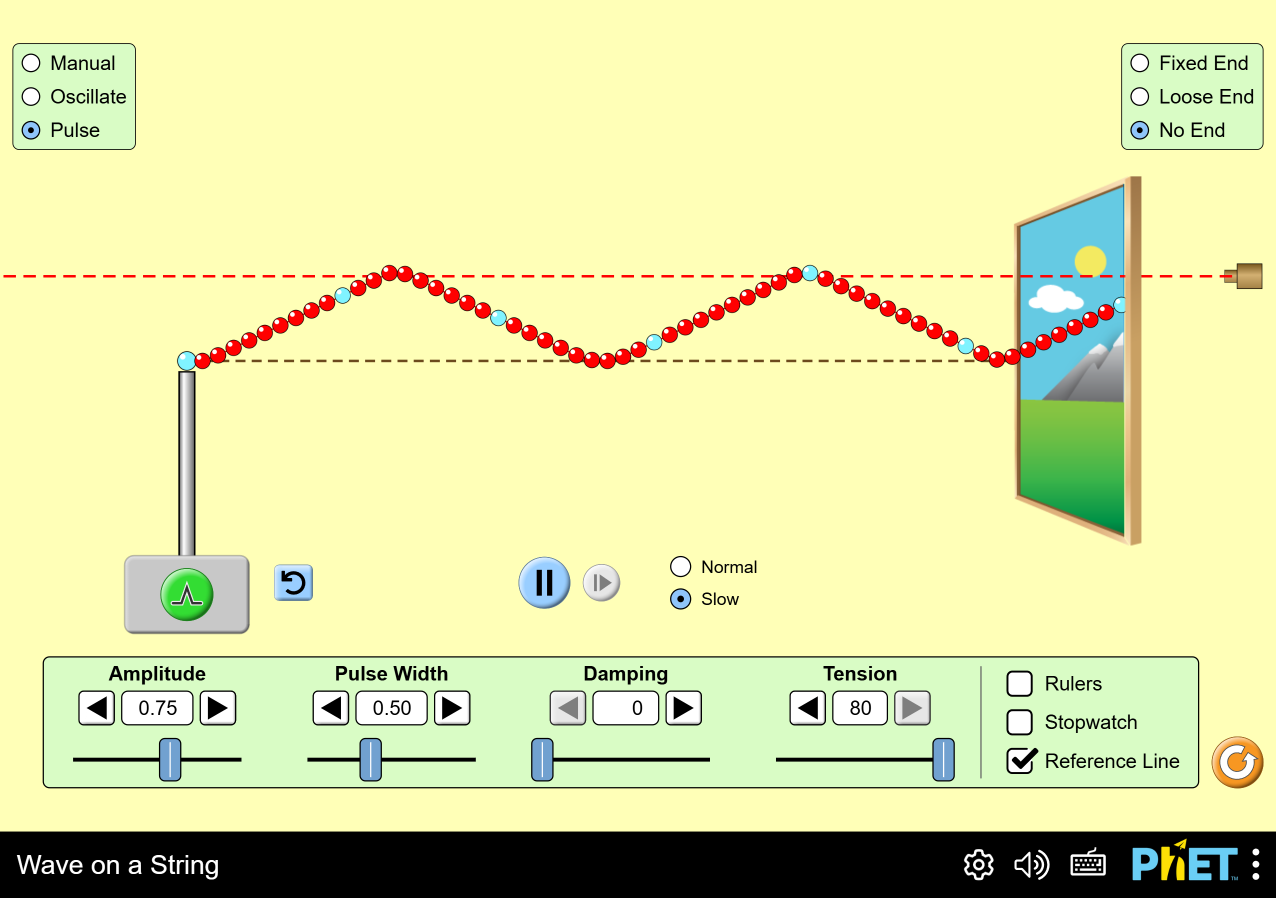 Manual
Oscillate
Pulse
Fixed End
Loose End
No End
Normal
Slow
Amplitude
0.75
Pulse Width
0.50
Damping
0
Tension
80
Rulers
Stopwatch
Reference Line
Wave on a String
PhET™